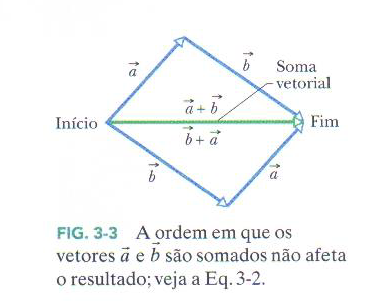 a⃗
b⃗
Soma
vetorial
a⃗ + b⃗
Início
Fim
b⃗ + a⃗
b⃗
a⃗
FIG. 3-3 A ordem em que os
vetores a⃗ e b⃗ são somados não afeta
o resultado; veja a Eq. 3-2.